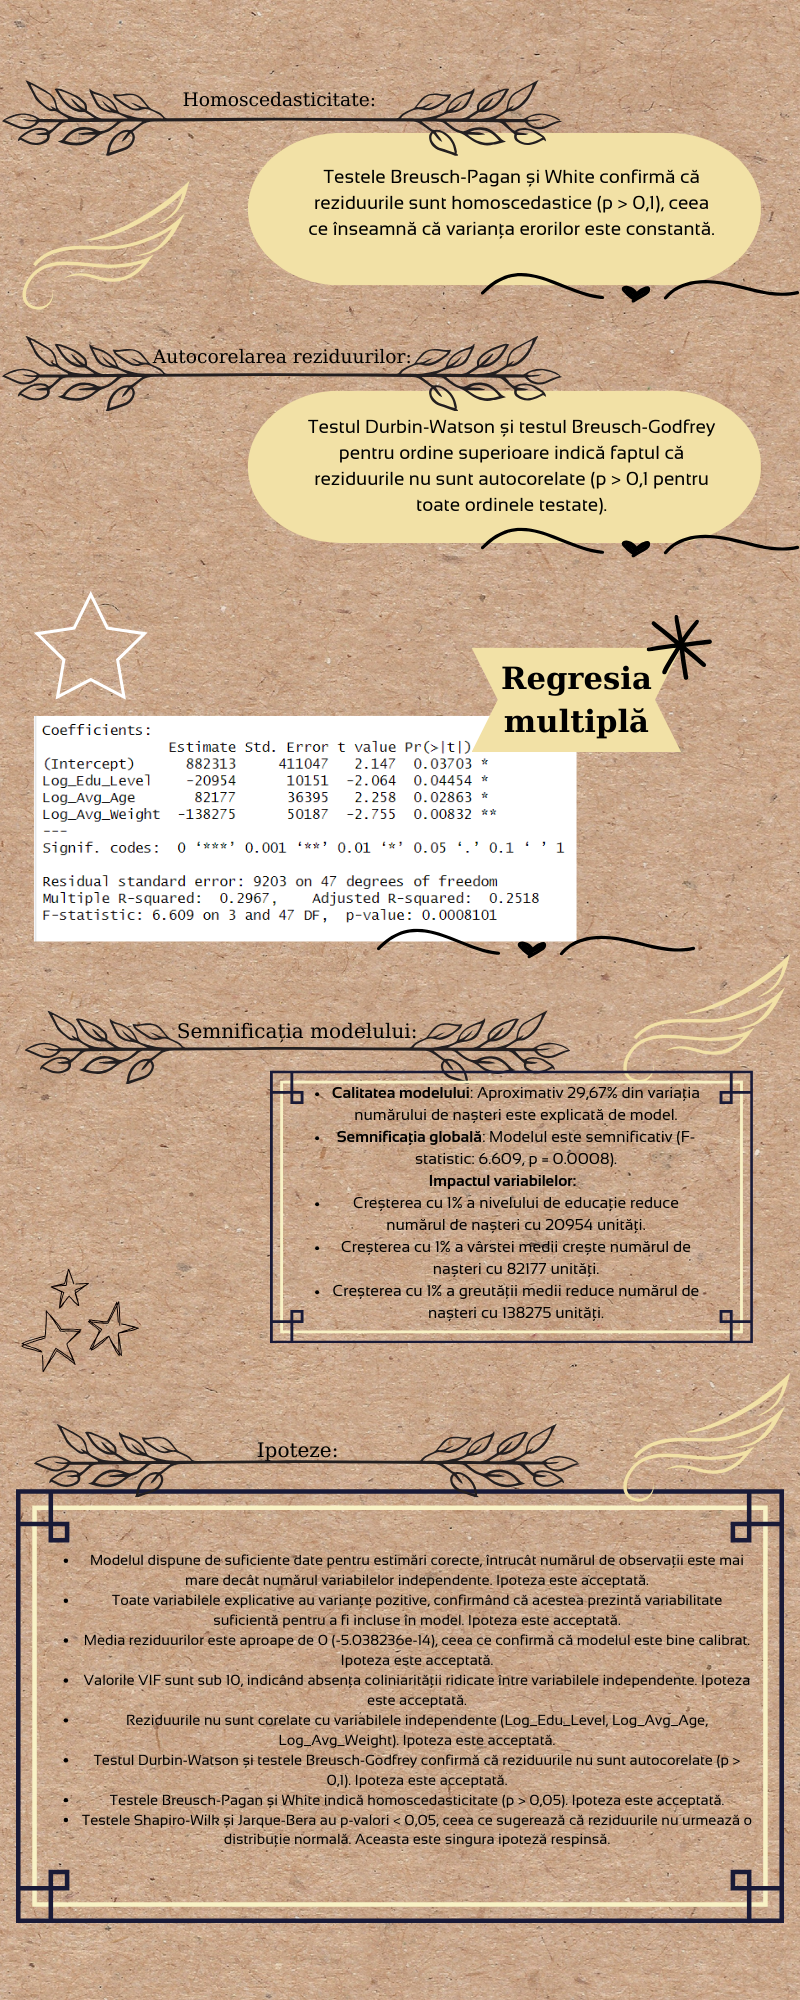 Homoscedasticitate:
Testele Breusch-Pagan și White confirmă că
reziduurile sunt homoscedastice (p > 0,1), ceea
ce înseamnă că varianța erorilor este constantă.
Autocorelarea reziduurilor:
Testul Durbin-Watson și testul Breusch-Godfrey
pentru ordine superioare indică faptul că
reziduurile nu sunt autocorelate (p > 0,1 pentru
toate ordinele testate).
Regresia
multiplă
Coefficients:
Estimate Std. Error t value Pr(>|t|)
(Intercept) 882313 411047 2.147 0.03703 *
Log_Edu_Level -20954 10151 -2.064 0.04454 *
Log_Avg_Age 82177 36395 2.258 0.02863 *
Log_Avg_Weight -138275 50187 -2.755 0.00832 **
---
Signif. codes: 0 ‘***’ 0.001 ‘**’ 0.01 ‘*’ 0.05 ‘.’ 0.1 ‘ ’ 1
Residual standard error: 9203 on 47 degrees of freedom
Multiple R-squared: 0.2967, Adjusted R-squared: 0.2518
F-statistic: 6.609 on 3 and 47 DF, p-value: 0.0008101
Semnificația modelului:
• Calitatea modelului: Aproximativ 29,67% din variația
numărului de nașteri este explicată de model.
• Semnificația globală: Modelul este semnificativ (F-
statistic: 6.609, p = 0.0008).
Impactul variabilelor:
• Creșterea cu 1% a nivelului de educație reduce
numărul de nașteri cu 20954 unități.
• Creșterea cu 1% a vârstei medii crește numărul de
nașteri cu 82177 unități.
• Creșterea cu 1% a greutății medii reduce numărul de
nașteri cu 138275 unități.
Ipoteze:
• Modelul dispune de suficiente date pentru estimări corecte, întrucât numărul de observații este mai
mare decât numărul variabilelor independente. Ipoteza este acceptată.
• Toate variabilele explicative au varianțe pozitive, confirmând că acestea prezintă variabilitate
suficientă pentru a fi incluse în model. Ipoteza este acceptată.
• Media reziduurilor este aproape de 0 (-5.038236e-14), ceea ce confirmă că modelul este bine calibrat.
Ipoteza este acceptată.
• Valorile VIF sunt sub 10, indicând absența coliniarității ridicate între variabilele independente. Ipoteza
este acceptată.
• Reziduurile nu sunt corelate cu variabilele independente (Log_Edu_Level, Log_Avg_Age,
Log_Avg_Weight). Ipoteza este acceptată.
• Testul Durbin-Watson și testele Breusch-Godfrey confirmă că reziduurile nu sunt autocorelate (p >
0,1). Ipoteza este acceptată.
• Testele Breusch-Pagan și White indică homoscedasticitate (p > 0,05). Ipoteza este acceptată.
• Testele Shapiro-Wilk și Jarque-Bera au p-valori < 0,05, ceea ce sugerează că reziduurile nu urmează o
distribuție normală. Aceasta este singura ipoteză respinsă.